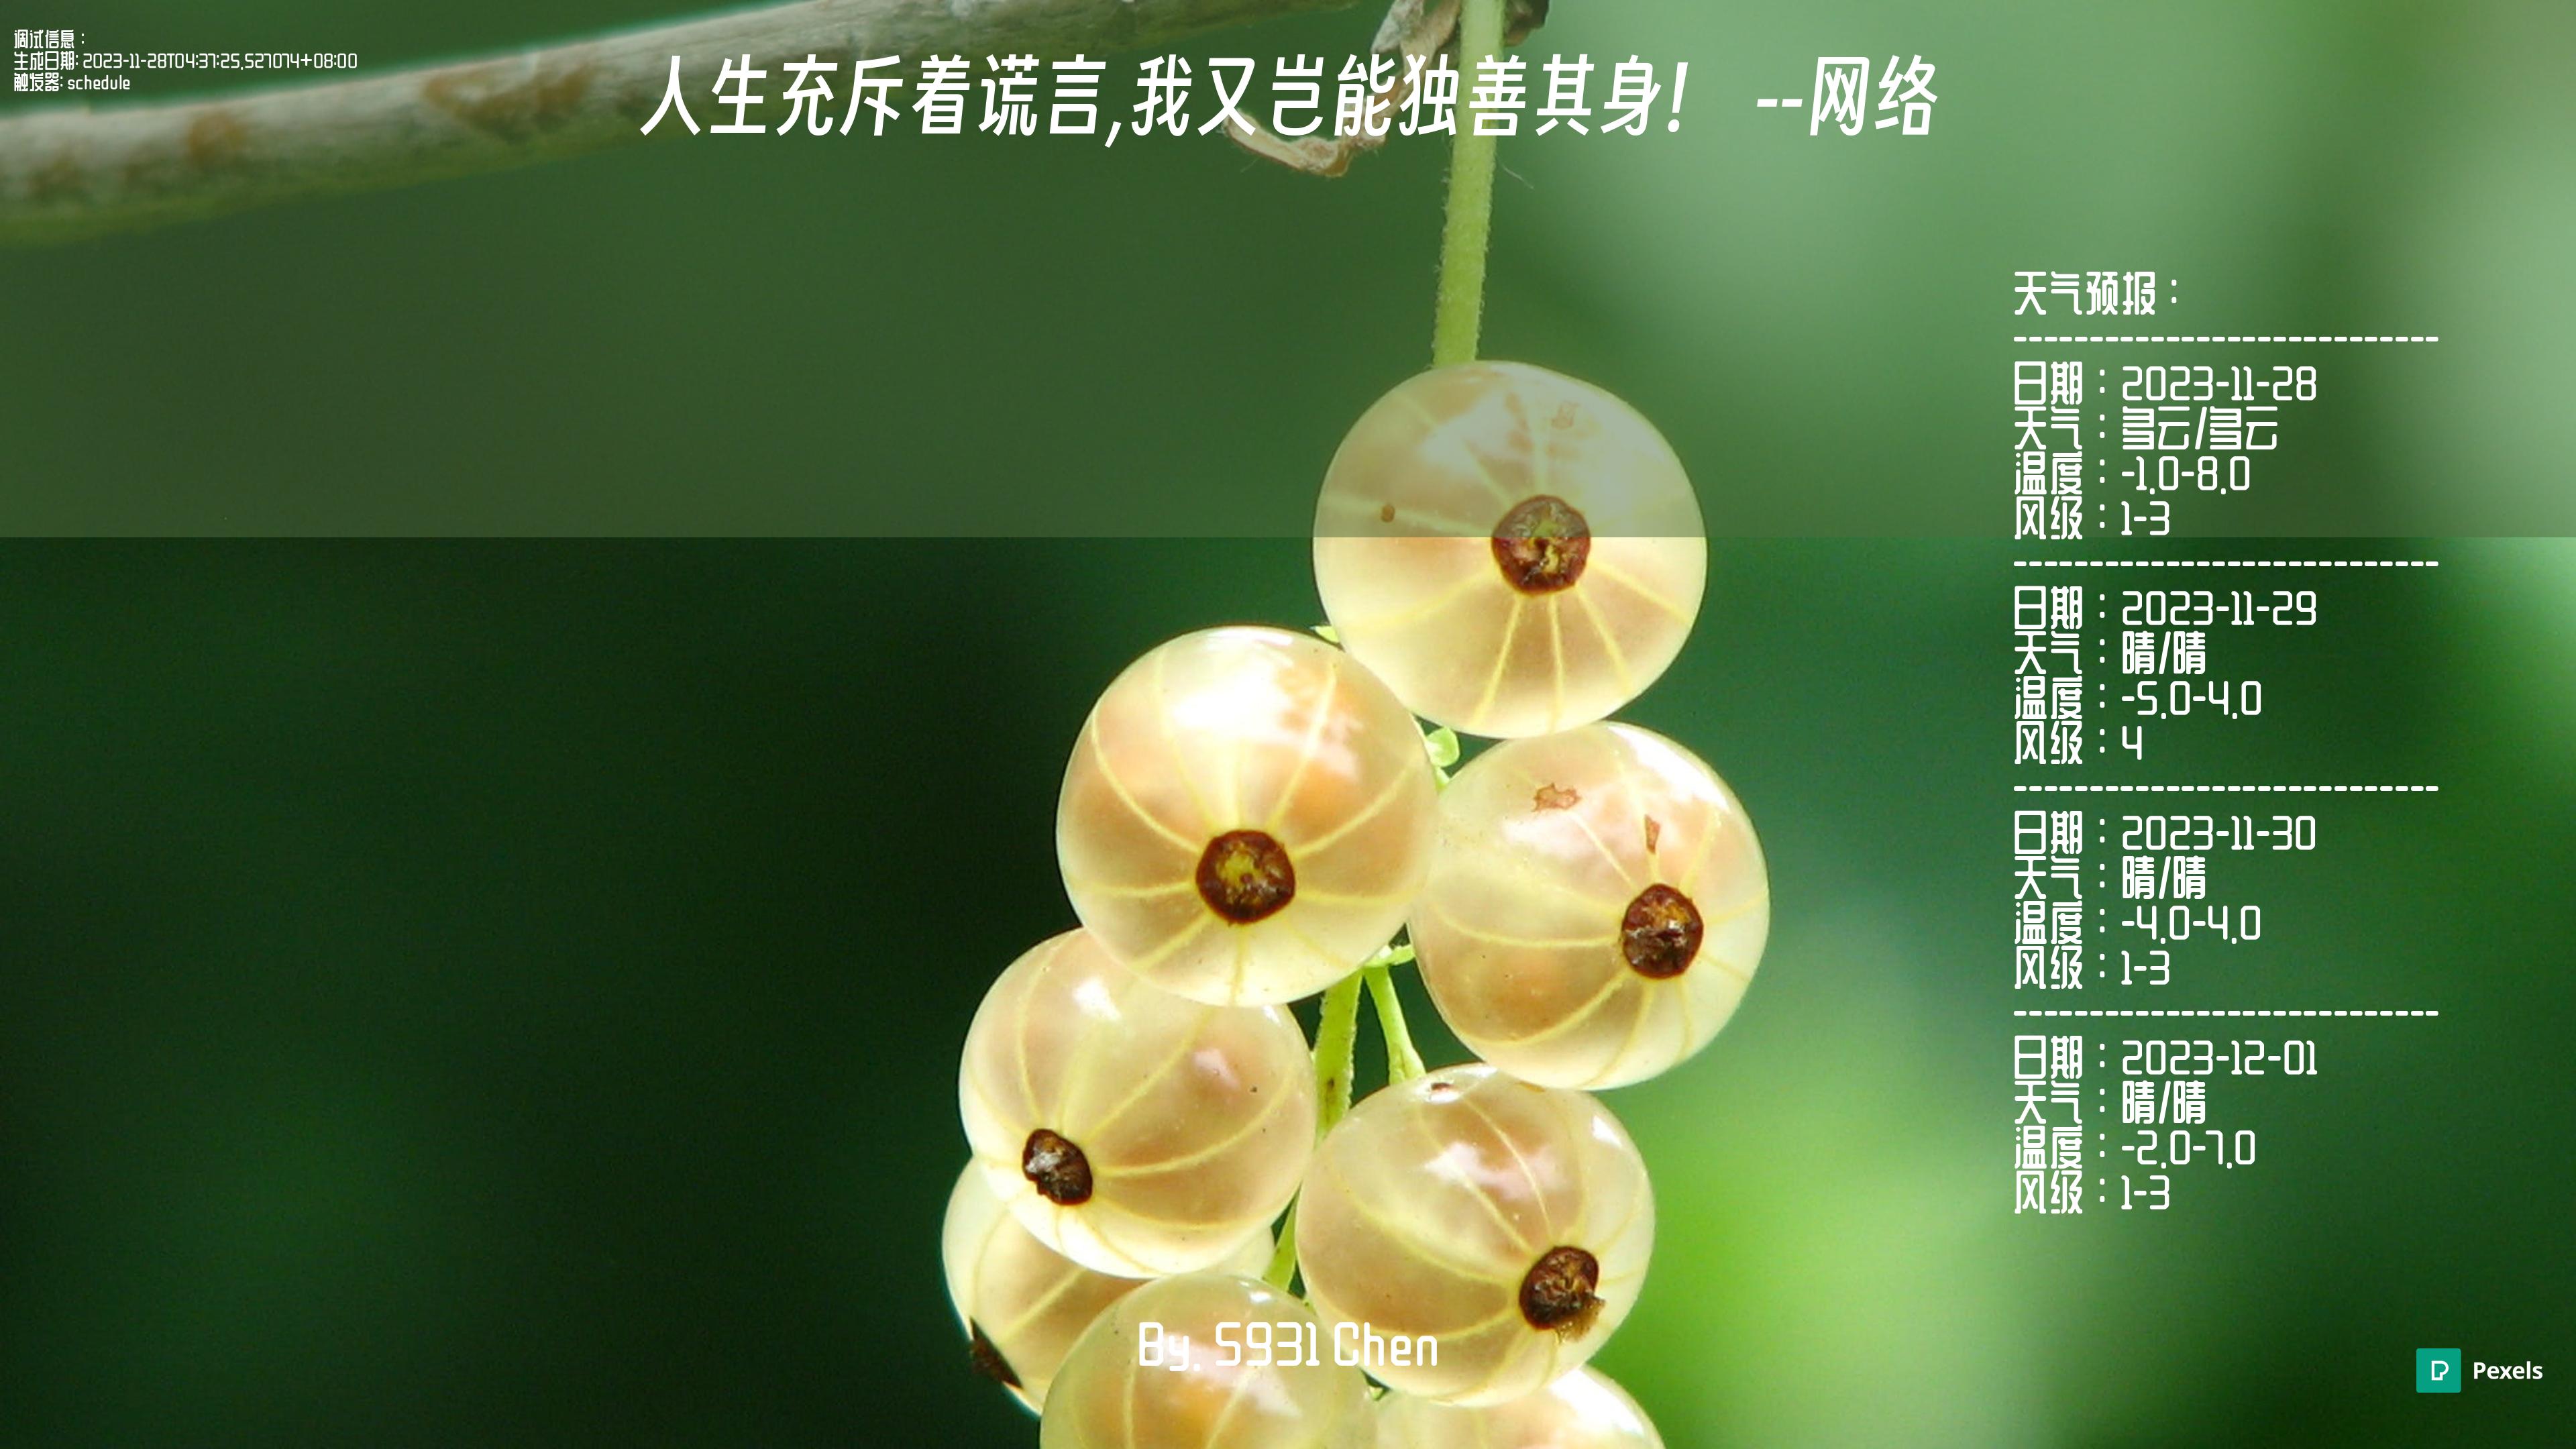 调试信息：
生成日期: 2023-11-28T04:37:25.527074+08:00
触发器: schedule
人生充斥着谎言,我又岂能独善其身! --网络
天气预报：
----------------------------
日期：2023-11-28
天气：多云/多云
温度：-1.0-8.0
风级：1-3
----------------------------
日期：2023-11-29
天气：晴/晴
温度：-5.0-4.0
风级：4
----------------------------
日期：2023-11-30
天气：晴/晴
温度：-4.0-4.0
风级：1-3
----------------------------
日期：2023-12-01
天气：晴/晴
温度：-2.0-7.0
风级：1-3
By. 5931 Chen
Pexels